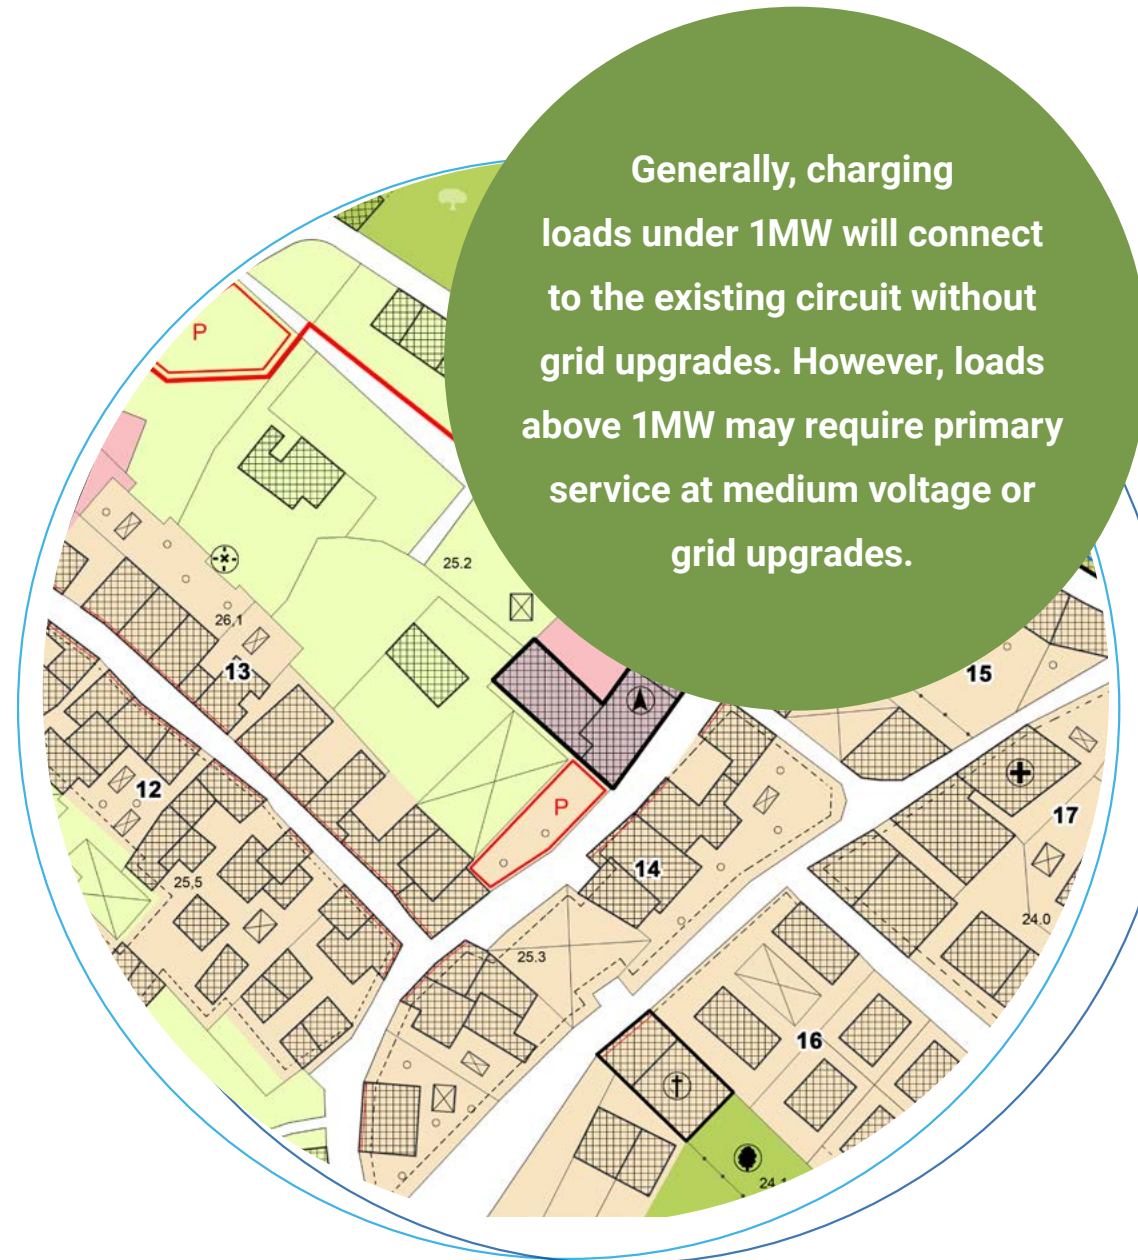 Generally, charging
loads under 1MW will connect
to the existing circuit without
grid upgrades. However, loads
above 1MW may require primary
service at medium voltage or
grid upgrades.
P
25.2
26,1
13
15
12
P
17
14
25,5
24.0
25.3
16